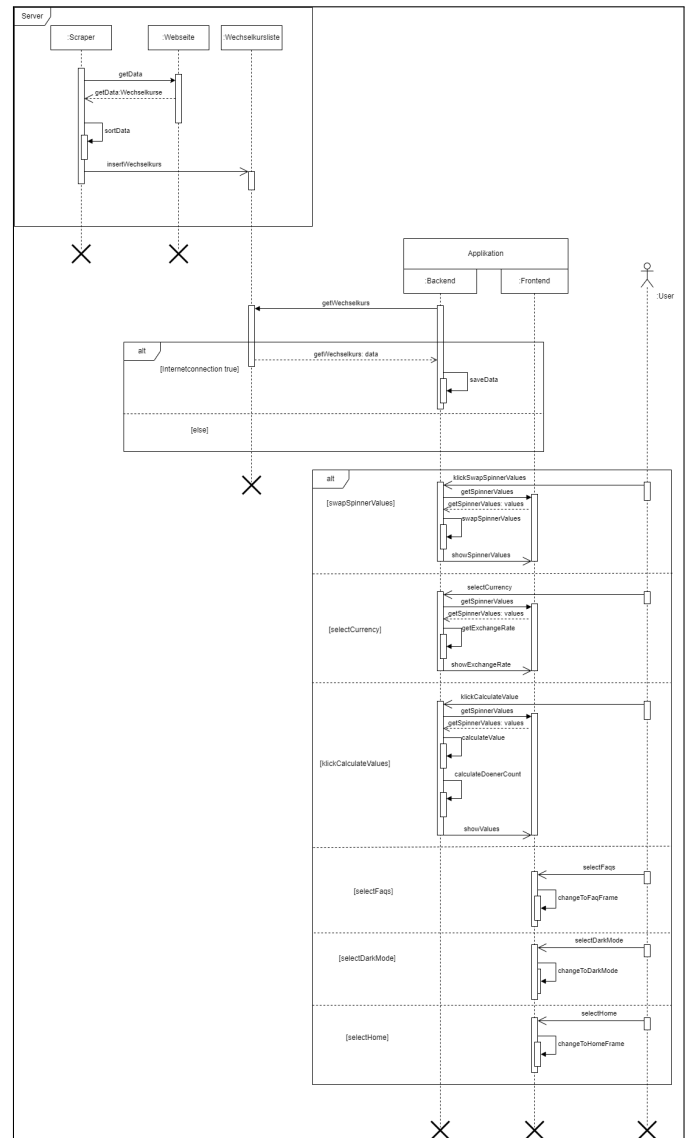 Server
:Scraper
:Webseite
:Wechselkursliste
getData
getData:Wechselkurse
sortData
insertWechselkurs
Applikation
:Backend
:Frontend
:User
getWechselkurs
alt
[Internetconnection true]
getWechselkurs: data
saveData
[else]
alt
klickSwapSpinnerValues
[swapSpinnerValues]
getSpinnerValues
getSpinnerValues: values
swapSpinnerValues
showSpinnerValues
selectCurrency
getSpinnerValues
getSpinnerValues: values
[selectCurrency]
getExchangeRate
showExchangeRate
klickCalculateValue
getSpinnerValues
getSpinnerValues: values
calculateValue
[klickCalculateValues]
calculateDoenerCount
showValues
selectFaqs
[selectFaqs]
changeToFaqFrame
selectDarkMode
[selectDarkMode]
changeToDarkMode
selectHome
[selectHome]
changeToHomeFrame